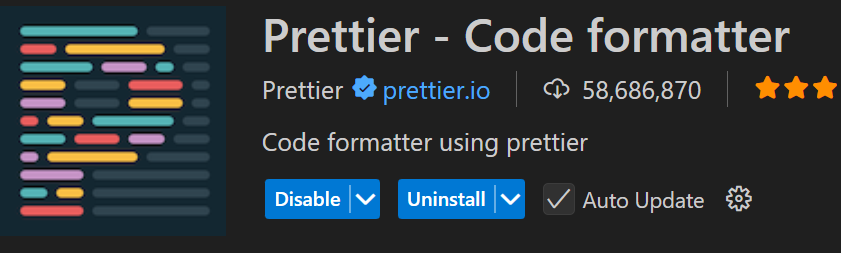 Prettier - Code formatter
Prettier prettier.io 58,686,870
Code formatter using prettier
Disable Uninstall Auto Update